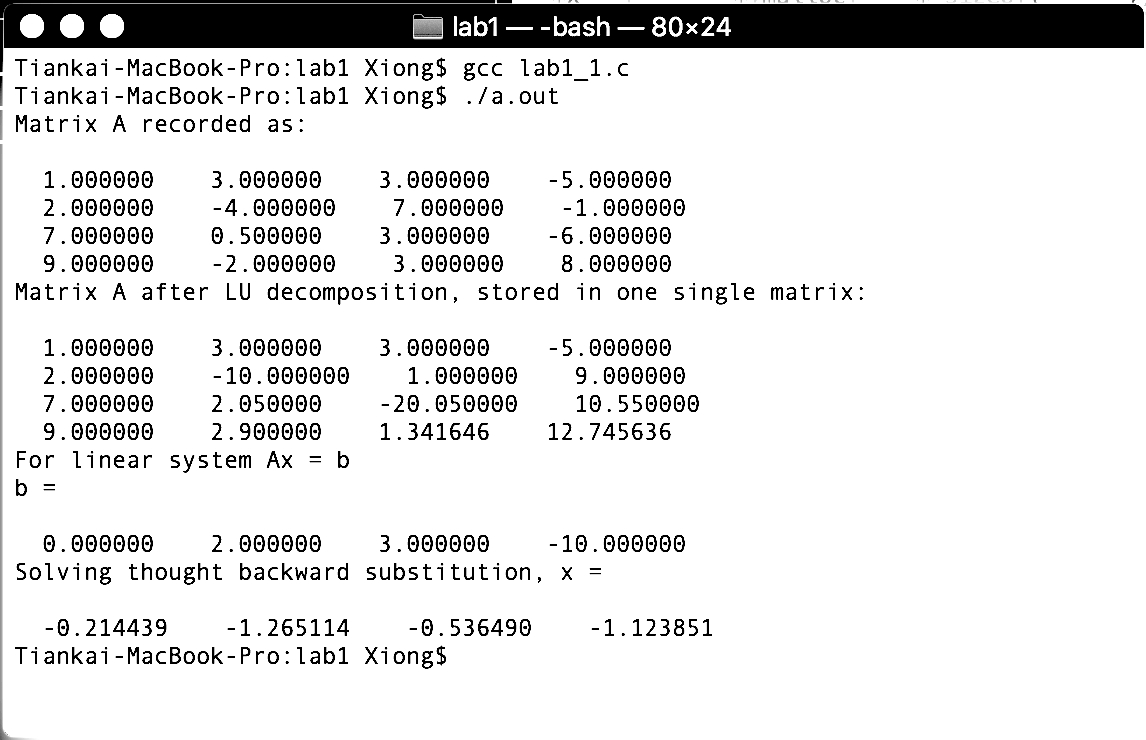 lab1 — -bash — 80×24
Tiankai-MacBook-Pro:lab1 Xiong$ gcc lab1_1.c
Tiankai-MacBook-Pro:lab1 Xiong$ ./a.out
Matrix A recorded as:
1.000000 3.000000 3.000000 -5.000000
2.000000 -4.000000 7.000000 -1.000000
7.000000 0.500000 3.000000 -6.000000
9.000000 -2.000000 3.000000 8.000000
Matrix A after LU decomposition, stored in one single matrix:
1.000000 3.000000 3.000000 -5.000000
2.000000 -10.000000 1.000000 9.000000
7.000000 2.050000 -20.050000 10.550000
9.000000 2.900000 1.341646 12.745636
For linear system Ax = b
b =
0.000000 2.000000 3.000000 -10.000000
Solving thought backward substitution, x =
-0.214439 -1.265114 -0.536490 -1.123851
Tiankai-MacBook-Pro:lab1 Xiong$